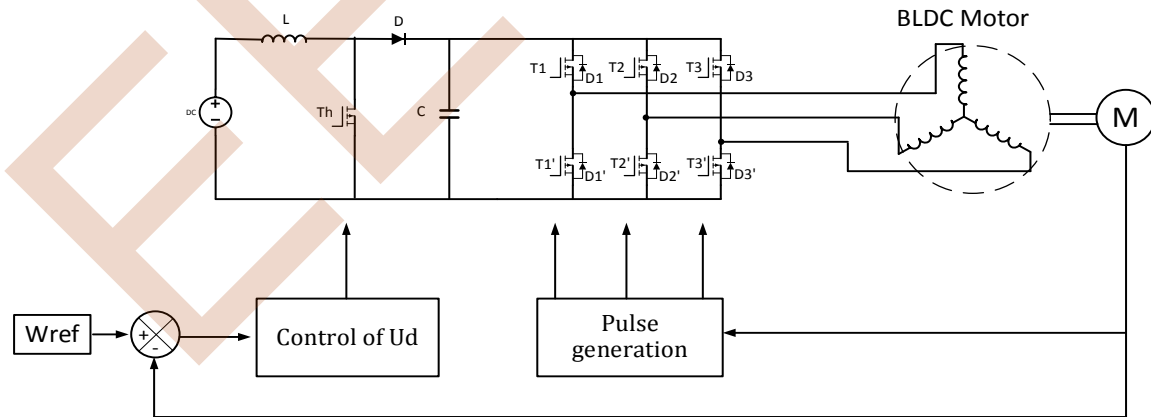 BLDC Motor
L
D
T1
D1
T2
D2
T3
D3
DC
+
−
Th
C
M
T1'
D1'
T2'
D2'
T3'
D3'
Wref
+
-
Control of Ud
Pulse
generation